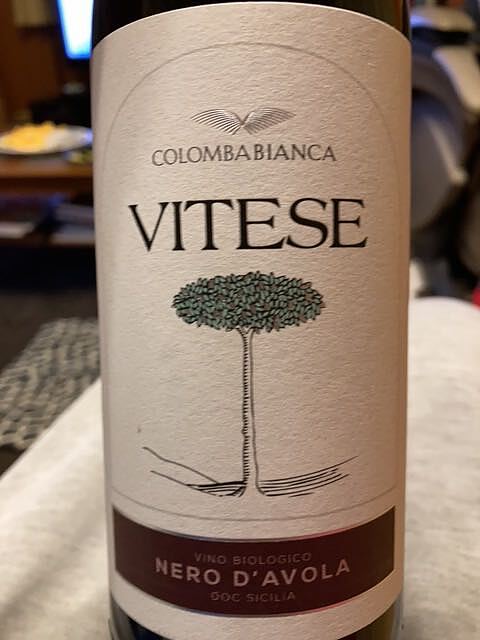 COLOMBABIANCA
VITESE
VINO BIOLOGICO
NERO D'AVOLA
DOC SICILIA